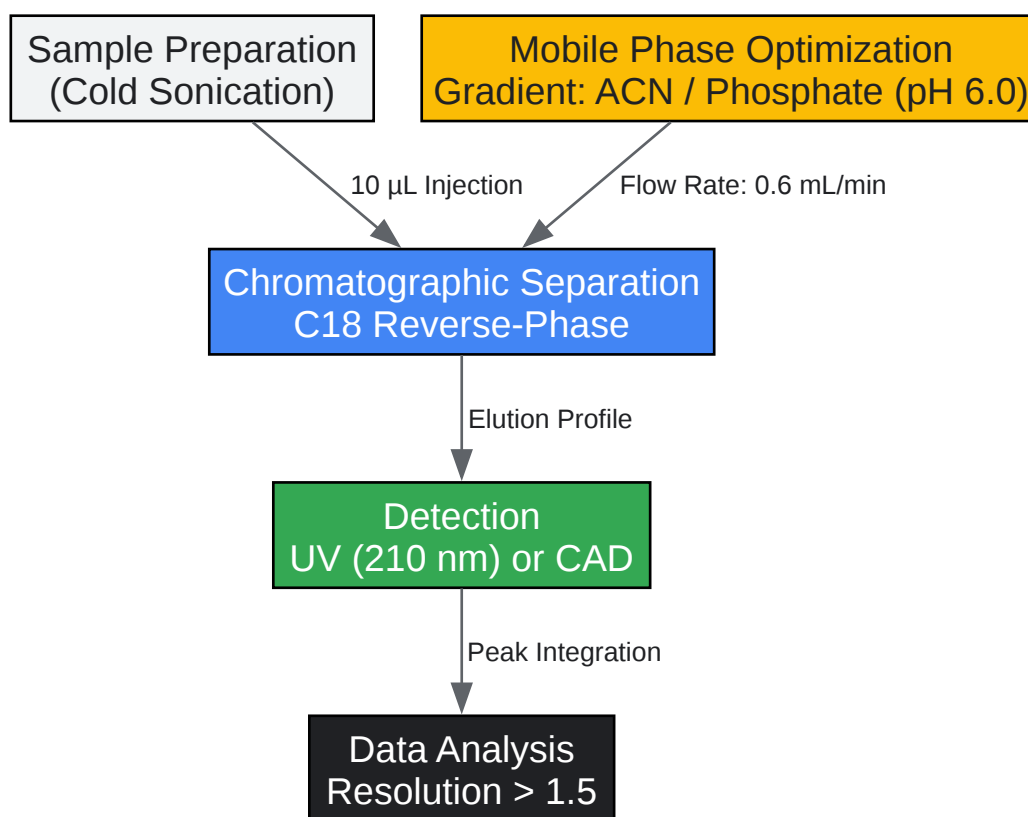 Sample Preparation
(Cold Sonication)
Mobile Phase Optimization
Gradient: ACN / Phosphate (pH 6.0)
10 µL Injection
Flow Rate: 0.6 mL/min
Chromatographic Separation
C18 Reverse-Phase
Elution Profile
Detection
UV (210 nm) or CAD
Peak Integration
Data Analysis
Resolution > 1.5